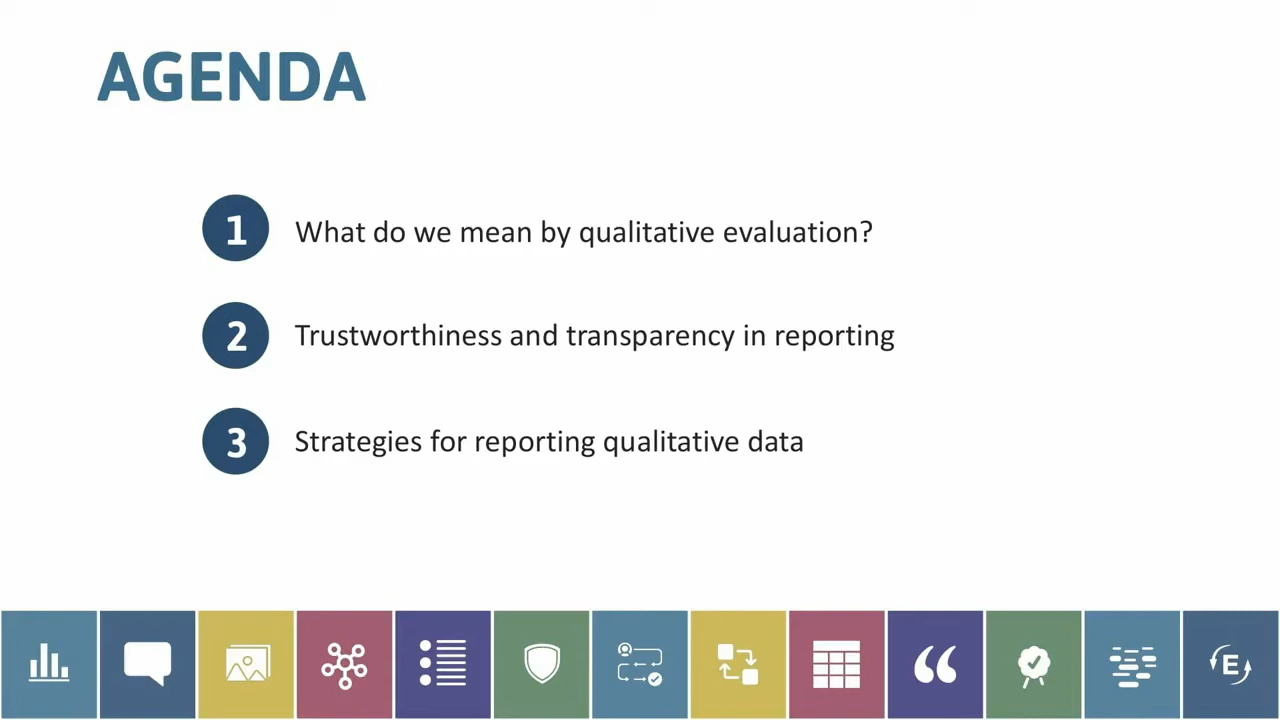 AGENDA
1 What do we mean by qualitative evaluation?
2 Trustworthiness and transparency in reporting
3 Strategies for reporting qualitative data
E